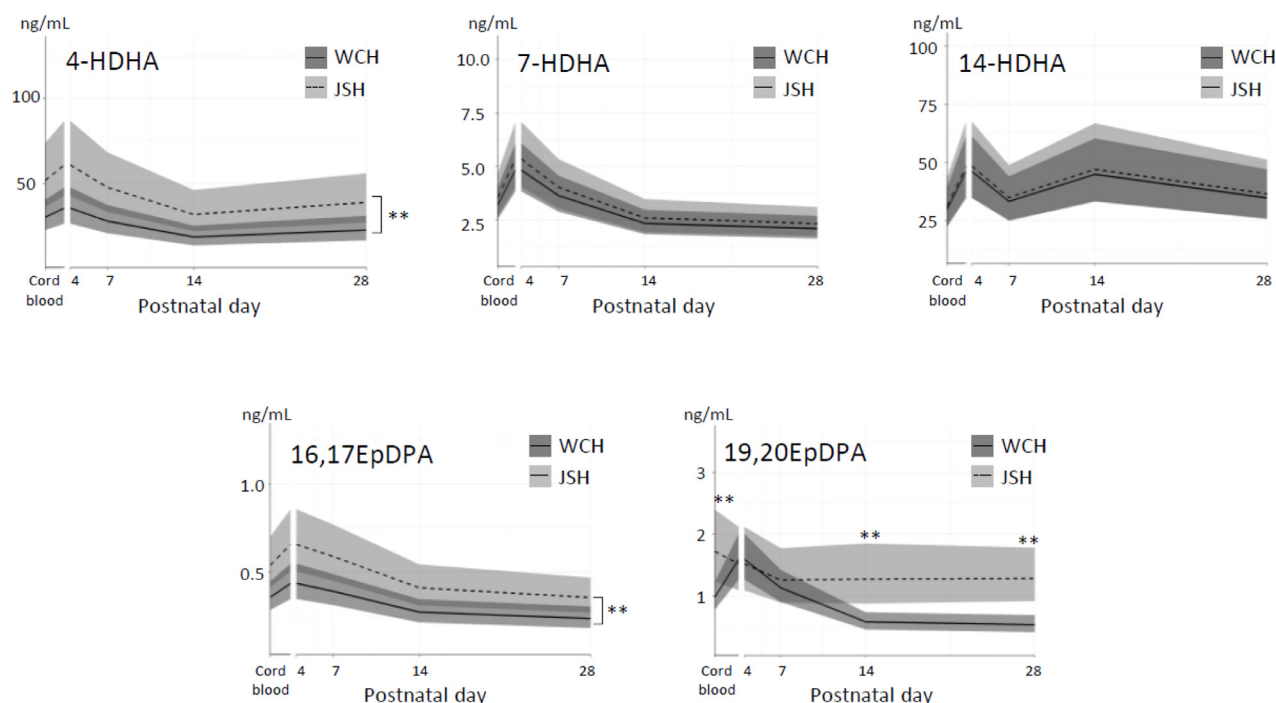 ng/mL
4-HDHA
WCH
JSH
100
50
**
Cord
blood
4
7
14
28
Postnatal day
7-HDHA
WCH
JSH
10.0
7.5
5.0
2.5
Cord
blood
4
7
14
28
Postnatal day
ng/mL
14-HDHA
WCH
JSH
100
75
50
25
Cord
blood
4
7
14
28
Postnatal day
ng/mL
16,17EpDPA
WCH
JSH
1.0
0.5
**
Cord
blood
4
7
14
28
Postnatal day
ng/mL
19,20EpDPA
WCH
JSH
3
**
2
**
**
1
Cord
blood
4
7
14
28
Postnatal day